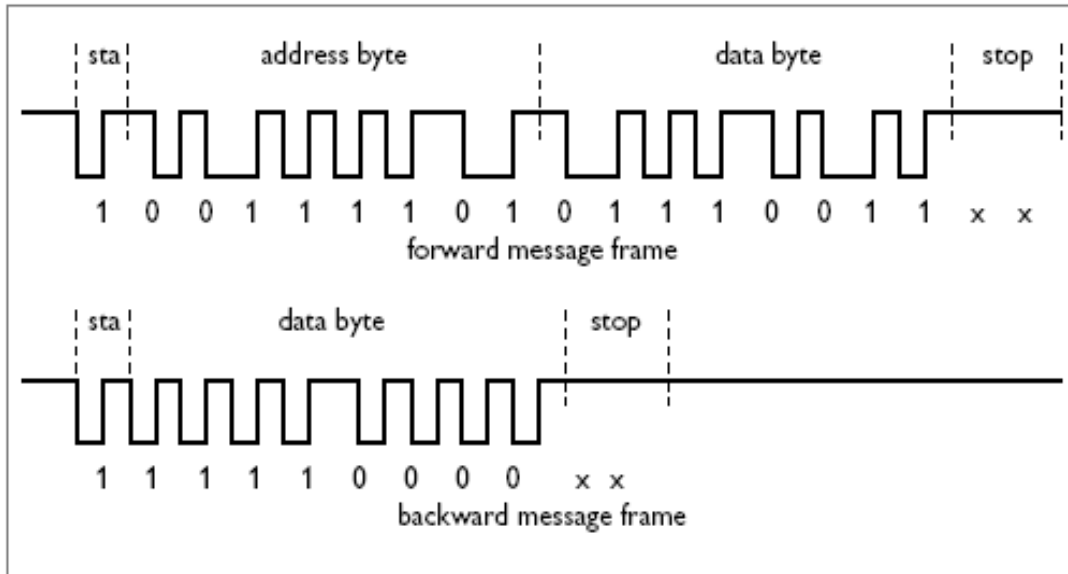 sta address byte data byte stop
1 0 0 1 1 1 1 0 1 0 1 1 1 0 0 1 1 x x
forward message frame
sta data byte stop
1 1 1 1 1 0 0 0 0 x x
backward message frame